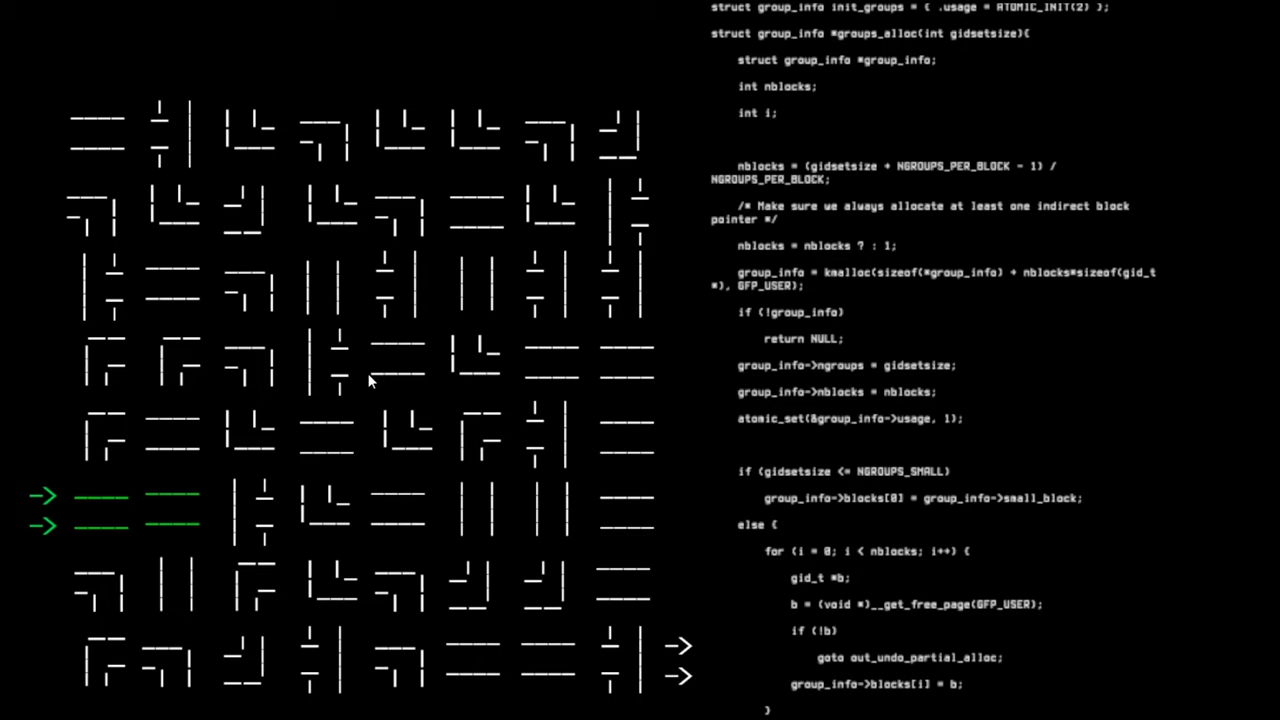 struct group_info init_groups = { .usage = ATOMIC_INIT(2) };
struct group_info *groups_alloc(int gidsetsize){
struct group_info *group_info;
int nblocks;
int i;
nblocks = (gidsetsize + NGROUPS_PER_BLOCK - 1) /
NGROUPS_PER_BLOCK;
/* Make sure we always allocate at least one indirect block
pointer */
nblocks = nblocks ? : 1;
group_info = kmalloc(sizeof(*group_info) + nblocks*sizeof(gid_t
*), GFP_USER);
if (!group_info)
return NULL;
group_info->ngroups = gidsetsize;
group_info->nblocks = nblocks;
atomic_set(&group_info->usage, 1);
if (gidsetsize <= NGROUPS_SMALL)
group_info->blocks[0] = group_info->small_block;
else {
for (i = 0; i < nblocks; i++) {
gid_t *b;
b = (void *)__get_free_page(GFP_USER);
if (!b)
goto out_undo_partial_alloc;
group_info->blocks[i] = b;
}